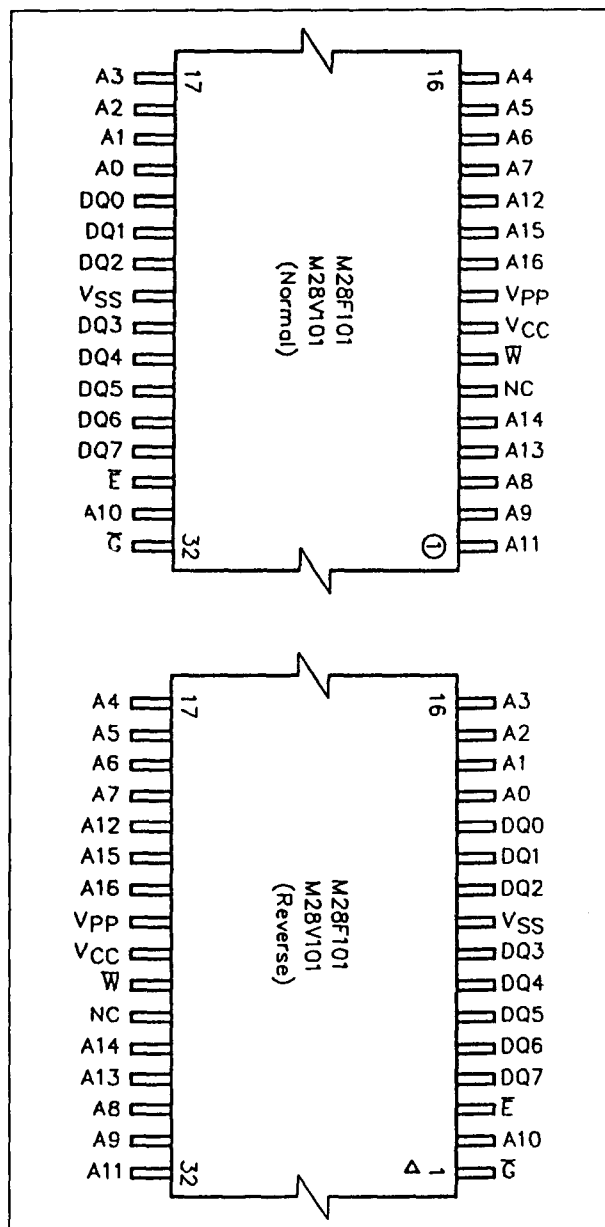 A3 17 16 A4
A2 A5
A1 A6
A0 A7
DQ0 A12
DQ1 A15
DQ2 A16
VSS VPP
DQ3 VCC
DQ4 W̅
DQ5 NC
DQ6 A14
DQ7 A13
E̅ A8
A10 A9
G̅ 32 1 A11
M28F101
M28V101
(Normal)
A4 17 16 A3
A5 A2
A6 A1
A7 A0
A12 DQ0
A15 DQ1
A16 DQ2
VPP VSS
VCC DQ3
W̅ DQ4
NC DQ5
A14 DQ6
A13 DQ7
A8 E̅
A9 A10
A11 32 1 G̅
M28F101
M28V101
(Reverse)